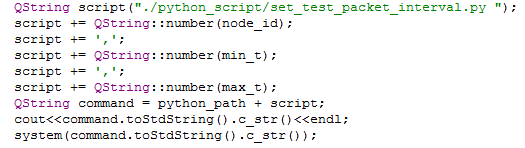 QString script("./python_script/set_test_packet_interval.py ");
script += QString::number(node_id);
script += ',';
script += QString::number(min_t);
script += ',';
script += QString::number(max_t);
QString command = python_path + script;
cout<<command.toStdString().c_str()<<endl;
system(command.toStdString().c_str());